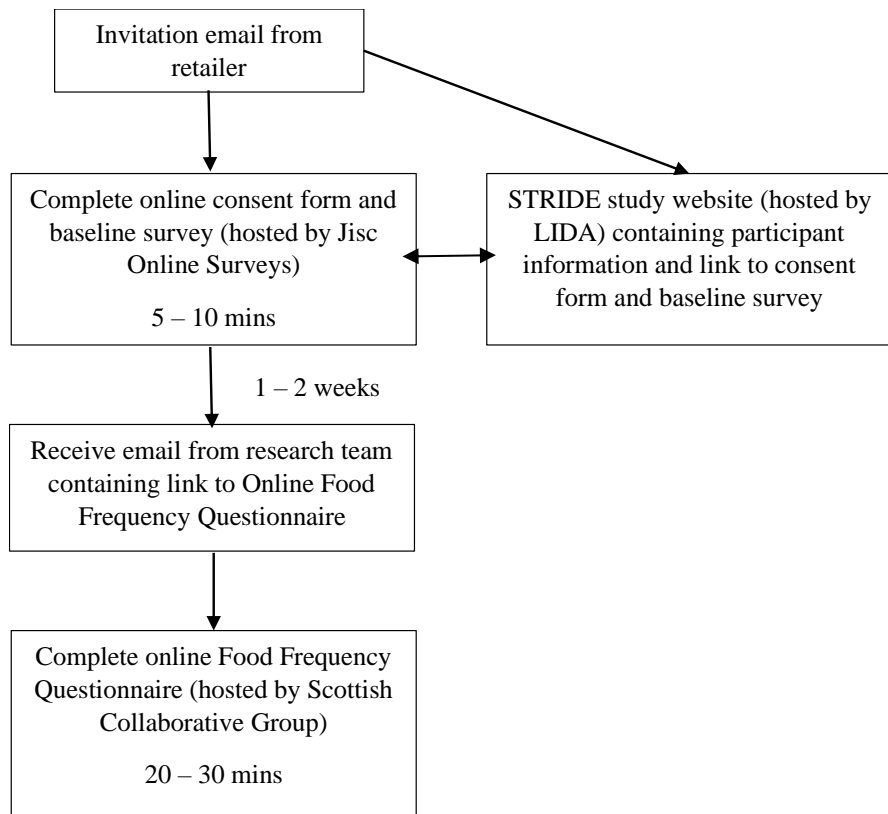 Invitation email from
retailer
Complete online consent form and
baseline survey (hosted by Jisc
Online Surveys)
5 – 10 mins
STRIDE study website (hosted by
LIDA) containing participant
information and link to consent
form and baseline survey
1 – 2 weeks
Receive email from research team
containing link to Online Food
Frequency Questionnaire
Complete online Food Frequency
Questionnaire (hosted by Scottish
Collaborative Group)
20 – 30 mins